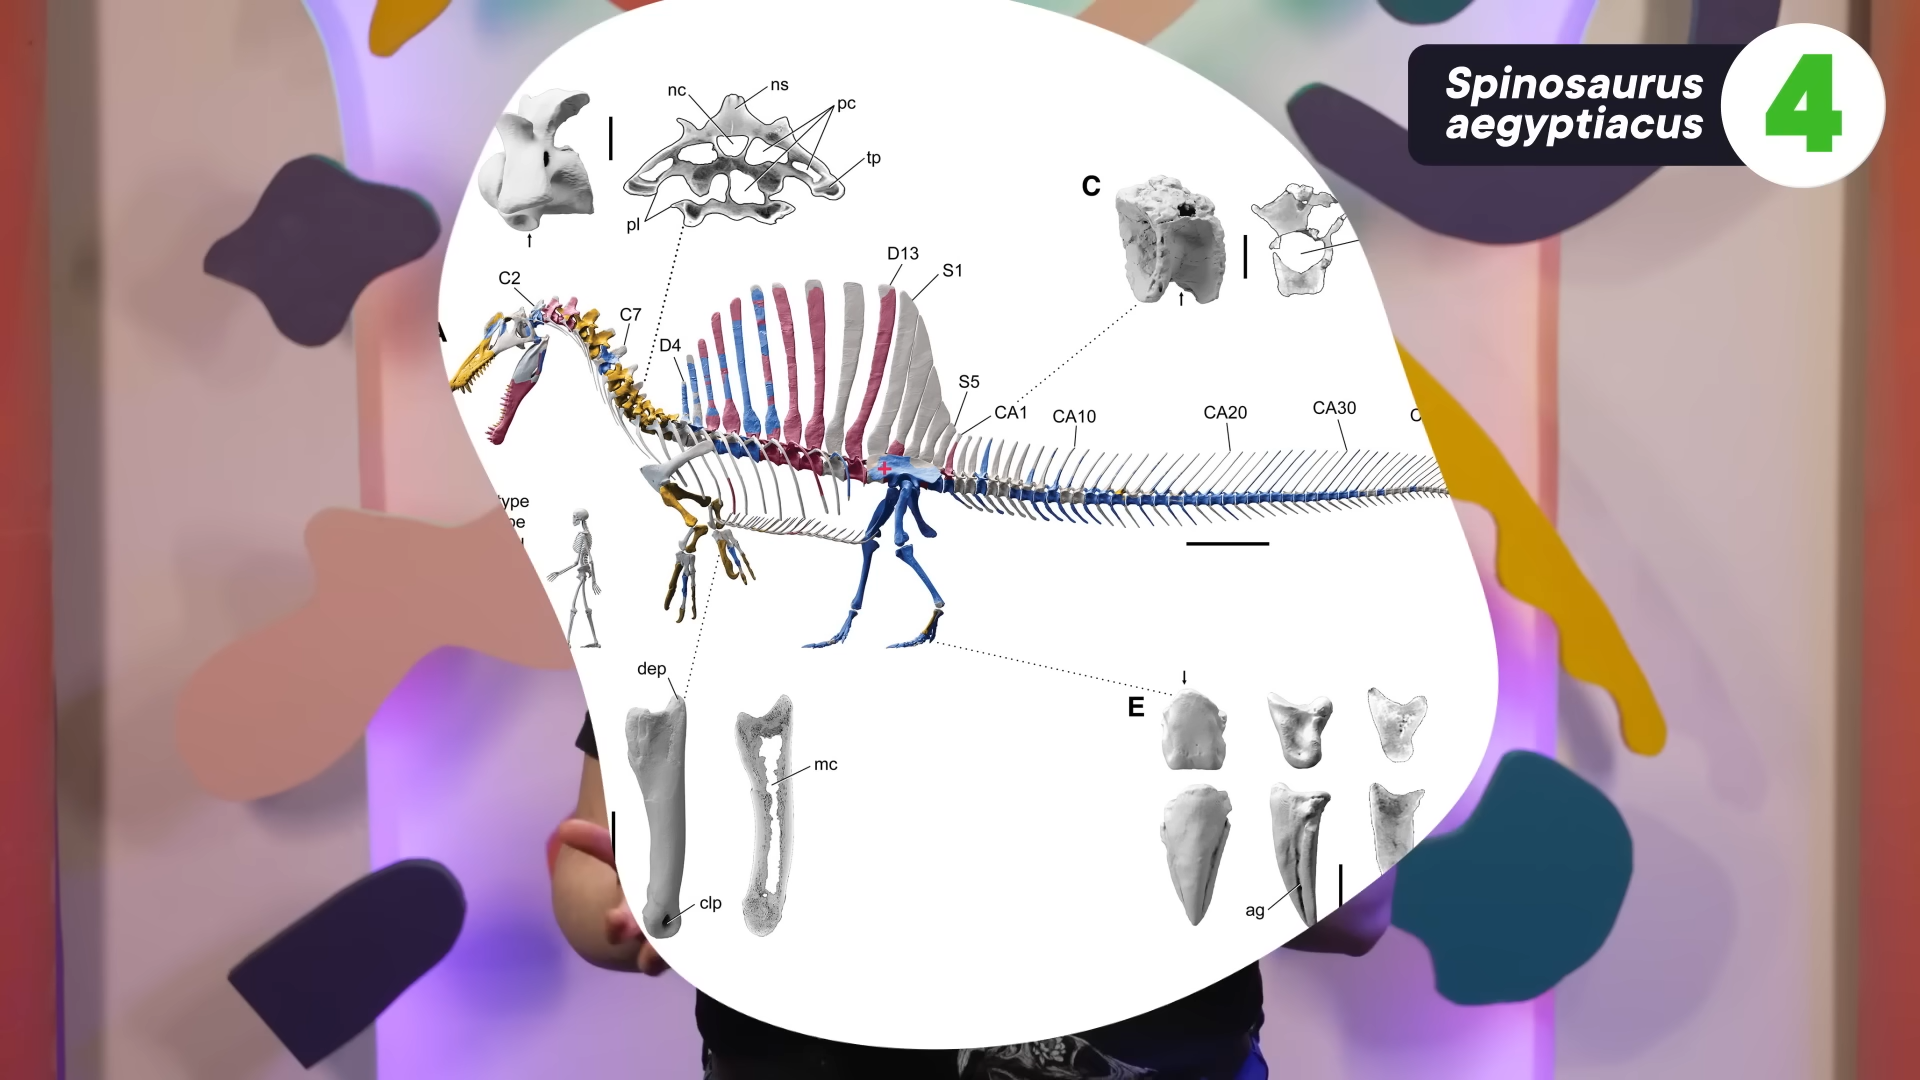 Spinosaurus
aegyptiacus
4
nc
ns
pc
tp
pl
C
C2
C7
D4
D13
S1
S5
CA1
CA10
CA20
CA30
dep
mc
clp
E
ag